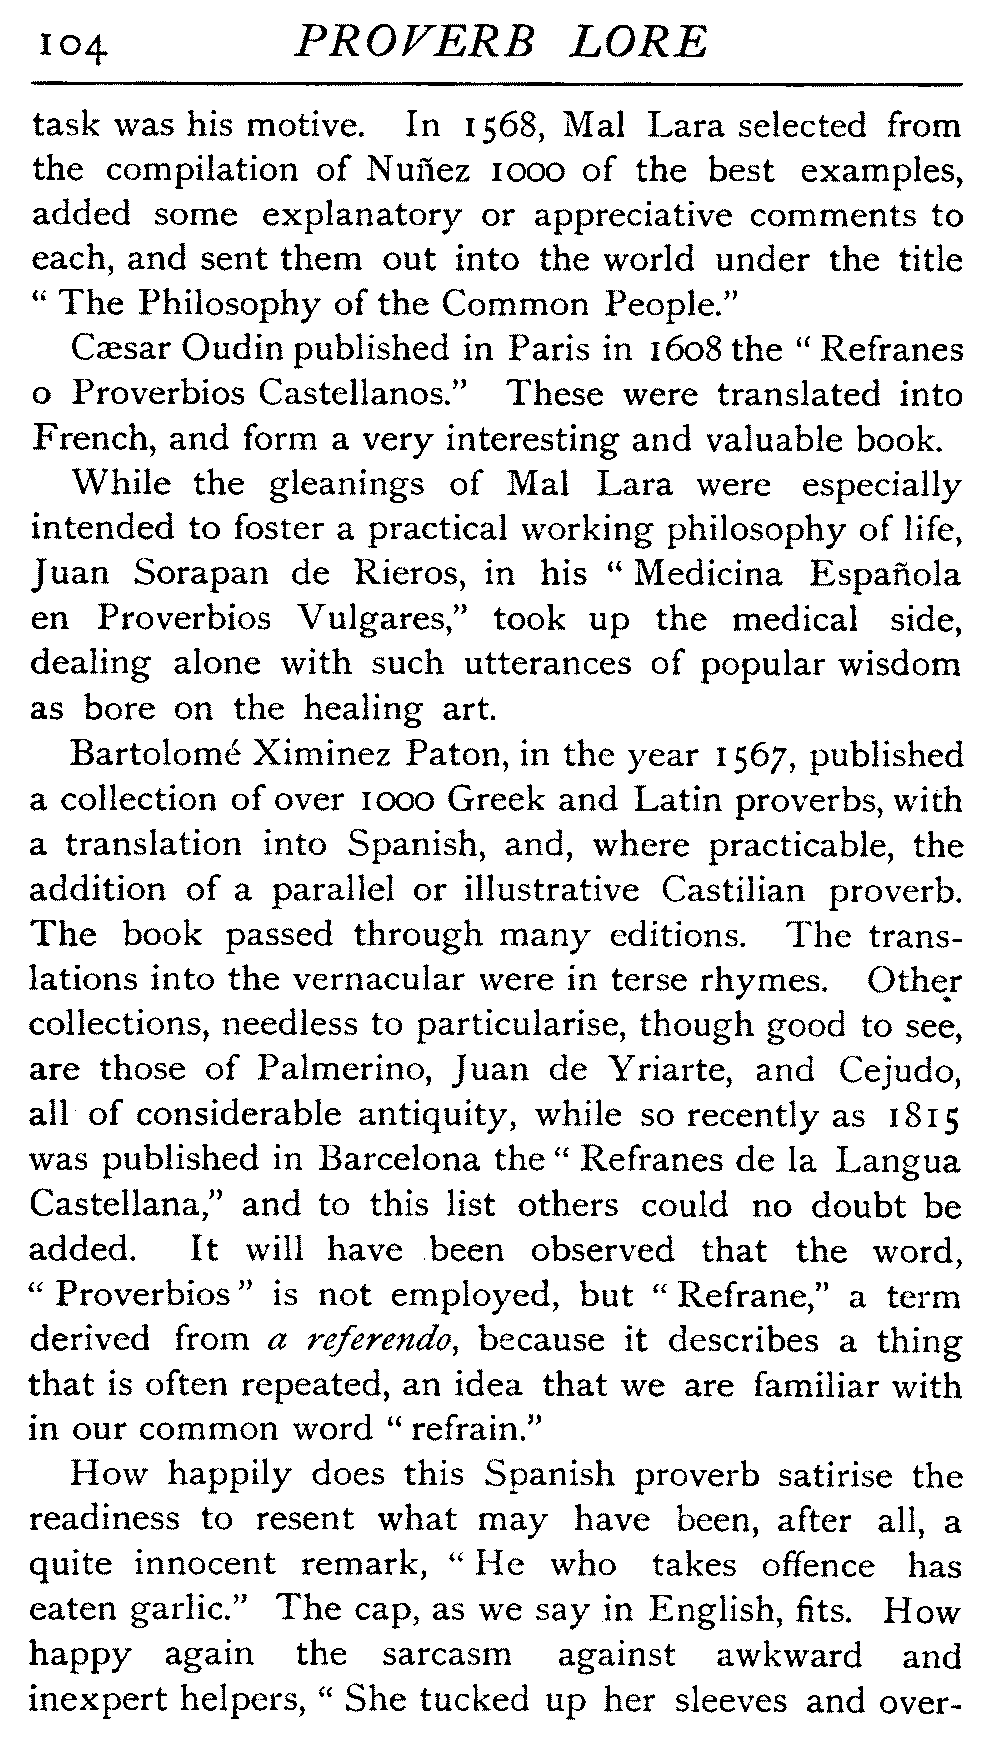 104 PROVERB LORE
task was his motive. In 1568, Mal Lara selected from
the compilation of Nuñez 1000 of the best examples,
added some explanatory or appreciative comments to
each, and sent them out into the world under the title
“ The Philosophy of the Common People.”
Cæsar Oudin published in Paris in 1608 the “ Refranes
o Proverbios Castellanos.” These were translated into
French, and form a very interesting and valuable book.
While the gleanings of Mal Lara were especially
intended to foster a practical working philosophy of life,
Juan Sorapan de Rieros, in his “ Medicina Española
en Proverbios Vulgares,” took up the medical side,
dealing alone with such utterances of popular wisdom
as bore on the healing art.
Bartolomé Ximinez Paton, in the year 1567, published
a collection of over 1000 Greek and Latin proverbs, with
a translation into Spanish, and, where practicable, the
addition of a parallel or illustrative Castilian proverb.
The book passed through many editions. The trans-
lations into the vernacular were in terse rhymes. Other
collections, needless to particularise, though good to see,
are those of Palmerino, Juan de Yriarte, and Cejudo,
all of considerable antiquity, while so recently as 1815
was published in Barcelona the “ Refranes de la Langua
Castellana,” and to this list others could no doubt be
added. It will have been observed that the word,
“ Proverbios ” is not employed, but “ Refrane,” a term
derived from a referendo, because it describes a thing
that is often repeated, an idea that we are familiar with
in our common word “ refrain.”
How happily does this Spanish proverb satirise the
readiness to resent what may have been, after all, a
quite innocent remark, “ He who takes offence has
eaten garlic.” The cap, as we say in English, fits. How
happy again the sarcasm against awkward and
inexpert helpers, “ She tucked up her sleeves and over-